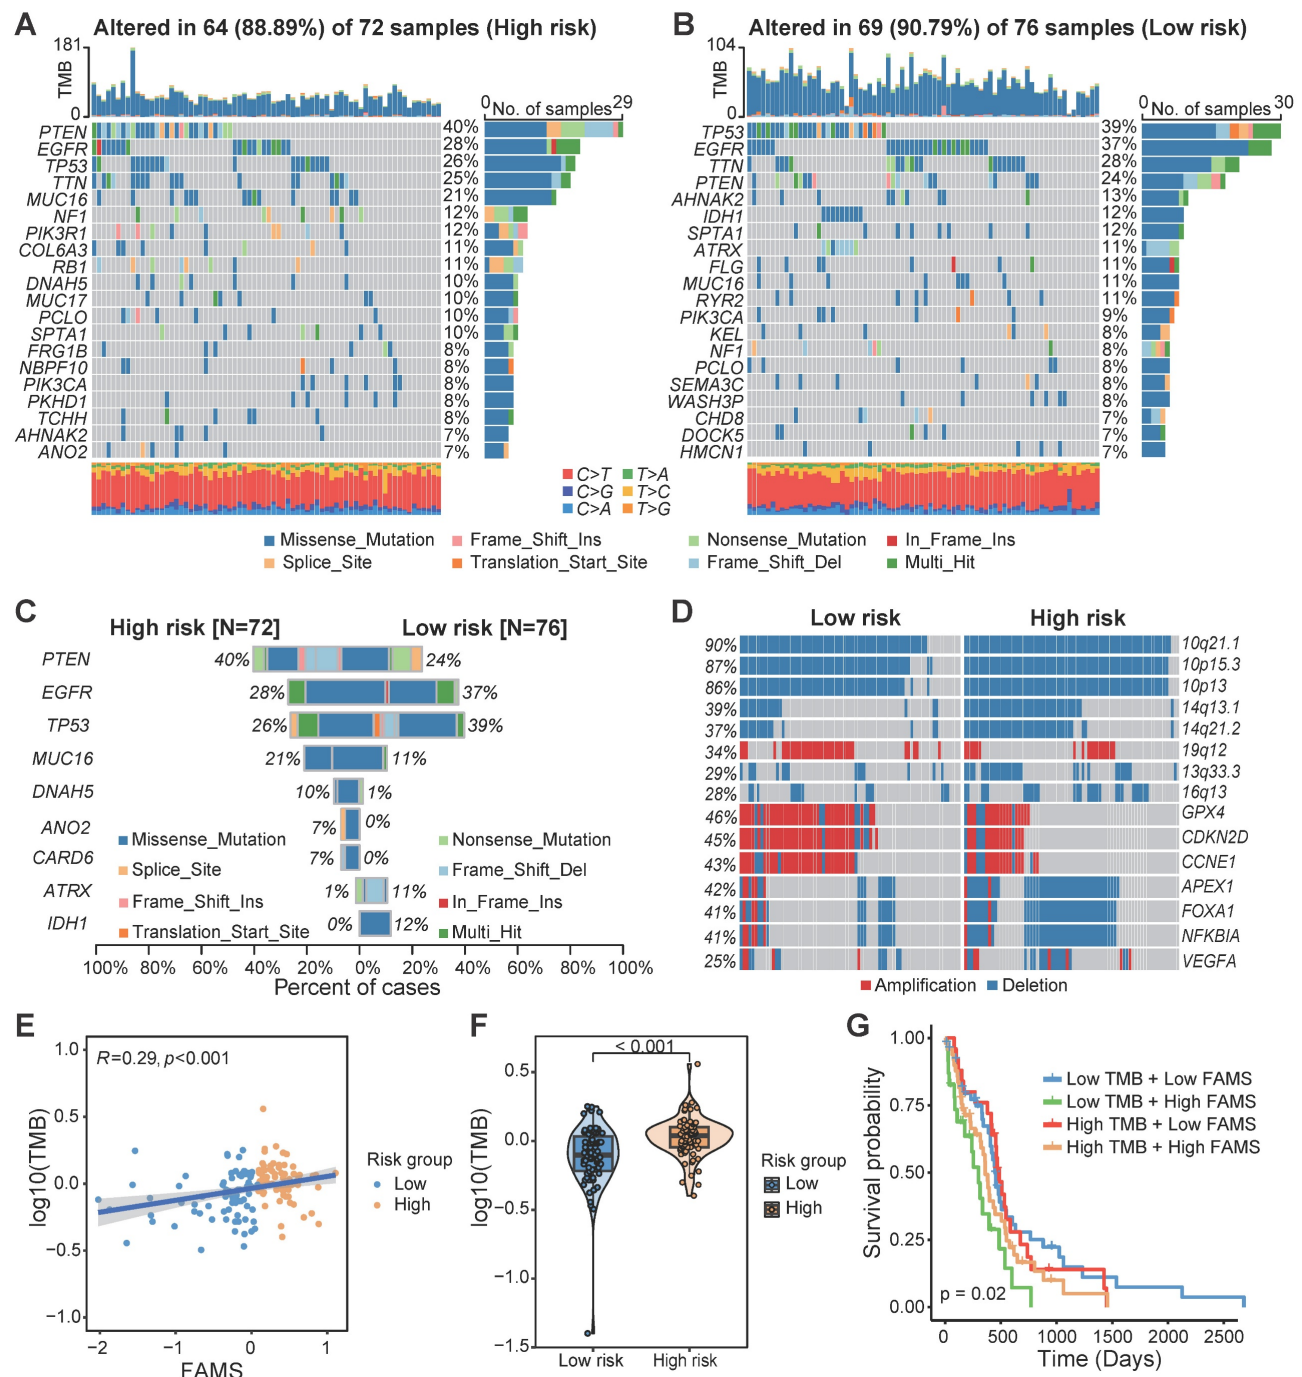 A
Altered in 64 (88.89%) of 72 samples (High risk)
181
TMB
0
0 No. of samples 29
PTEN 40%
EGFR 28%
TP53 26%
TTN 25%
MUC16 21%
NF1 12%
PIK3R1 12%
COL6A3 11%
RB1 11%
DNAH5 10%
MUC17 10%
PCLO 10%
SPTA1 10%
FRG1B 8%
NBPF10 8%
PIK3CA 8%
PKHD1 8%
TCHH 8%
AHNAK2 7%
ANO2 7%
B
Altered in 69 (90.79%) of 76 samples (Low risk)
104
TMB
0
0 No. of samples 30
TP53 39%
EGFR 37%
TTN 28%
PTEN 24%
AHNAK2 13%
IDH1 12%
SPTA1 12%
ATRX 11%
FLG 11%
MUC16 11%
RYR2 11%
PIK3CA 9%
KEL 8%
NF1 8%
PCLO 8%
SEMA3C 8%
WASH3P 8%
CHD8 7%
DOCK5 7%
HMCN1 7%
C>T T>A
C>G T>C
C>A T>G
Missense_Mutation Frame_Shift_Ins Nonsense_Mutation In_Frame_Ins
Splice_Site Translation_Start_Site Frame_Shift_Del Multi_Hit
C
High risk [N=72] Low risk [N=76]
PTEN 40% 24%
EGFR 28% 37%
TP53 26% 39%
MUC16 21% 11%
DNAH5 10% 1%
ANO2 7% 0%
CARD6 7% 0%
ATRX 1% 11%
IDH1 0% 12%
Missense_Mutation Nonsense_Mutation
Splice_Site Frame_Shift_Del
Frame_Shift_Ins In_Frame_Ins
Translation_Start_Site Multi_Hit
100% 80% 60% 40% 20% 0% 20% 40% 60% 80% 100%
Percent of cases
D
Low risk High risk
90% 10q21.1
87% 10p15.3
86% 10p13
39% 14q13.1
37% 14q21.2
34% 19q12
29% 13q33.3
28% 16q13
46% GPX4
45% CDKN2D
43% CCNE1
42% APEX1
41% FOXA1
41% NFKBIA
25% VEGFA
Amplification Deletion
E
R=0.29, p<0.001
log10(TMB)
1.0
0.5
0.0
−0.5
−1.0
−2 −1 0 1
FAMS
Risk group
Low
High
F
< 0.001
log10(TMB)
0.5
0.0
−0.5
−1.0
−1.5
Low risk High risk
Risk group
Low
High
G
Survival probability
1.00
0.75
0.50
0.25
0.00
Low TMB + Low FAMS
Low TMB + High FAMS
High TMB + Low FAMS
High TMB + High FAMS
p = 0.02
0 500 1000 1500 2000 2500
Time (Days)